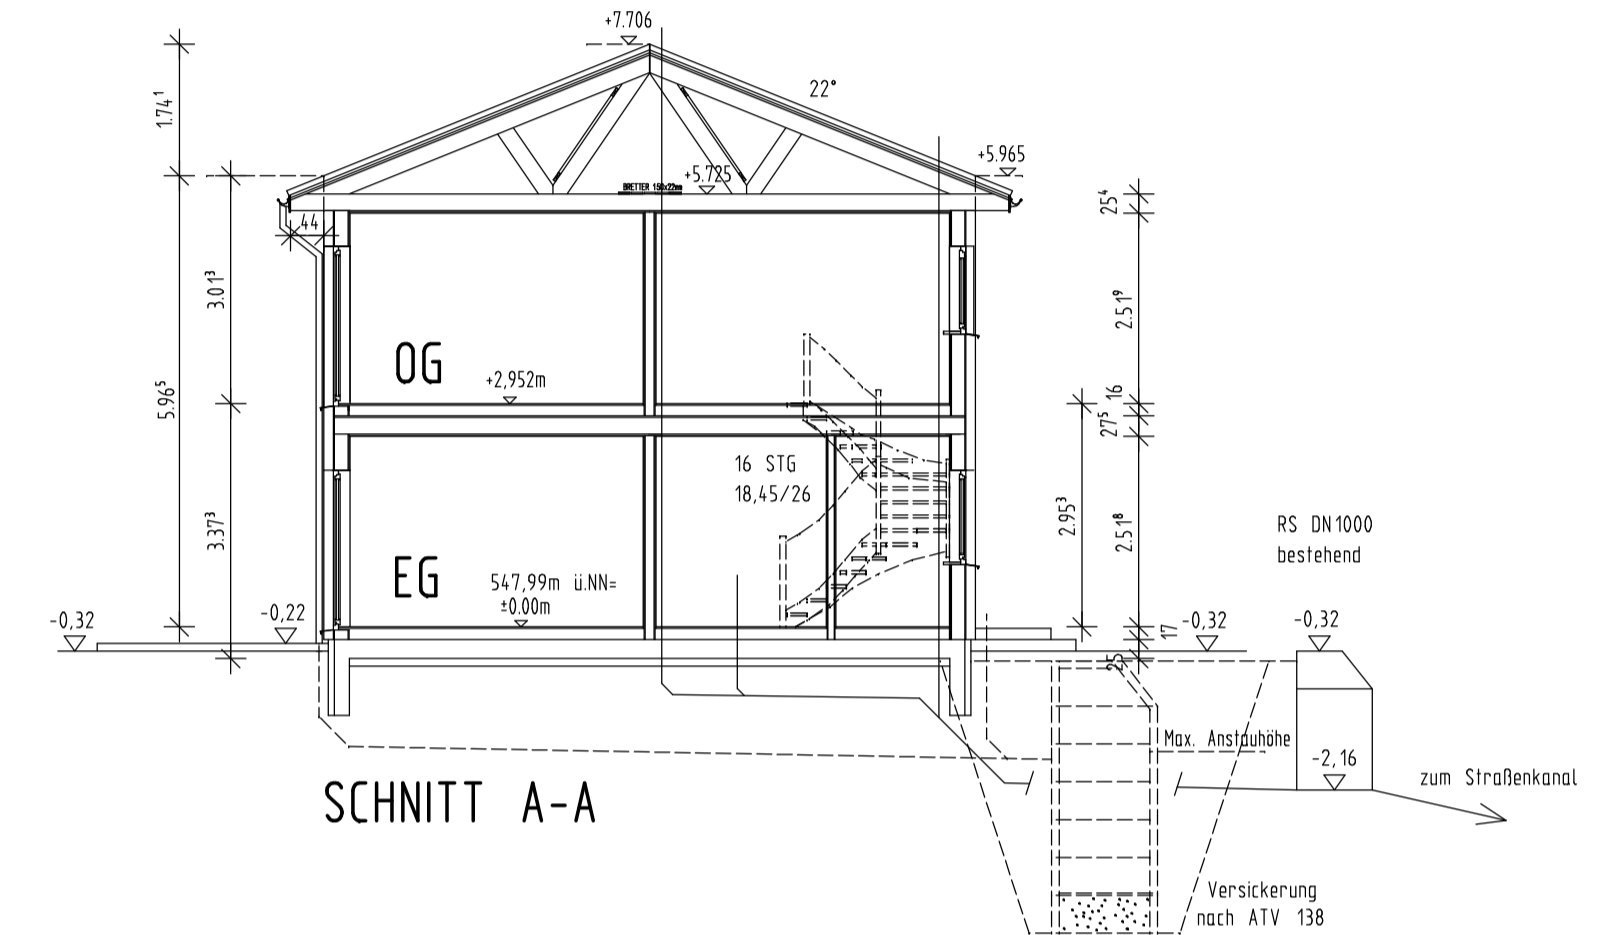 +7.706
1.74¹
22°
+5.965
+5.725
BRETTER 150x22mm
25⁴
44
3.01³
2.51⁹
OG
+2,952m
5.96⁵
16
27⁵
16 STG
18,45/26
3.37³
2.95³
2.51⁸
RS DN1000
bestehend
EG
547,99m ü.NN=
±0.00m
-0,32
-0,22
17
-0,32
-0,32
25
Max. Anstauhöhe
-2,16
zum Straßenkanal
SCHNITT A-A
Versickerung
nach ATV 138